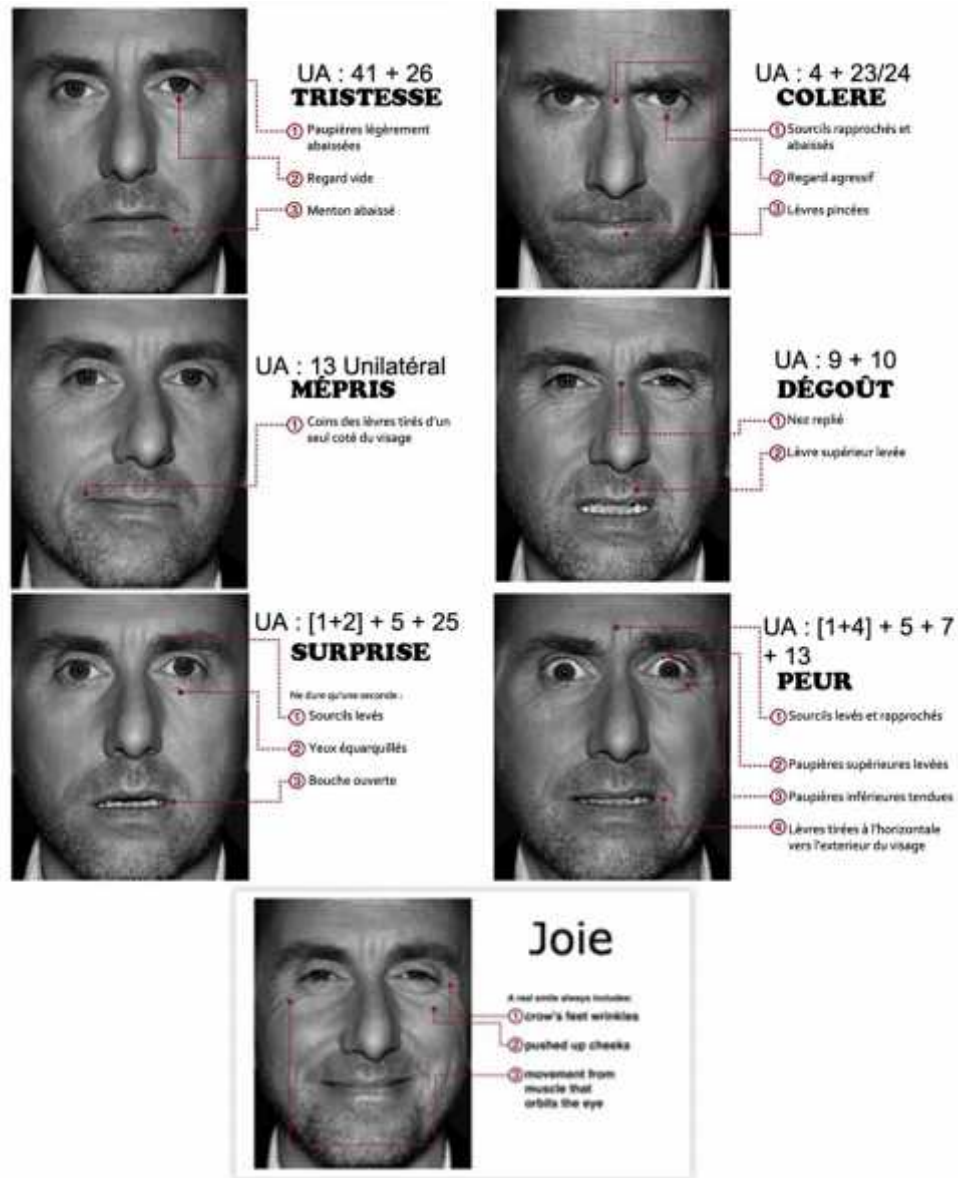 UA : 41 + 26
TRISTESSE
① Paupières légèrement
abaissées
② Regard vide
③ Menton abaissé
UA : 4 + 23/24
COLERE
① Sourcils rapprochés et
abaissés
② Regard agressif
③ Lèvres pincées
UA : 13 Unilatéral
MÉPRIS
① Coins des lèvres tirés d'un
seul coté du visage
UA : 9 + 10
DÉGOÛT
① Nez replié
② Lèvre supérieur levée
UA : [1+2] + 5 + 25
SURPRISE
Ne dure qu'une seconde :
① Sourcils levés
② Yeux équarquillés
③ Bouche ouverte
UA : [1+4] + 5 + 7
+ 13
PEUR
① Sourcils levés et rapprochés
② Paupières supérieures levées
③ Paupières inférieures tendues
④ Lèvres tirées à l'horizontale
vers l'exterieur du visage
Joie
A real smile always includes:
① crow's feet wrinkles
② pushed up cheeks
③ movement from
muscle that
orbits the eye